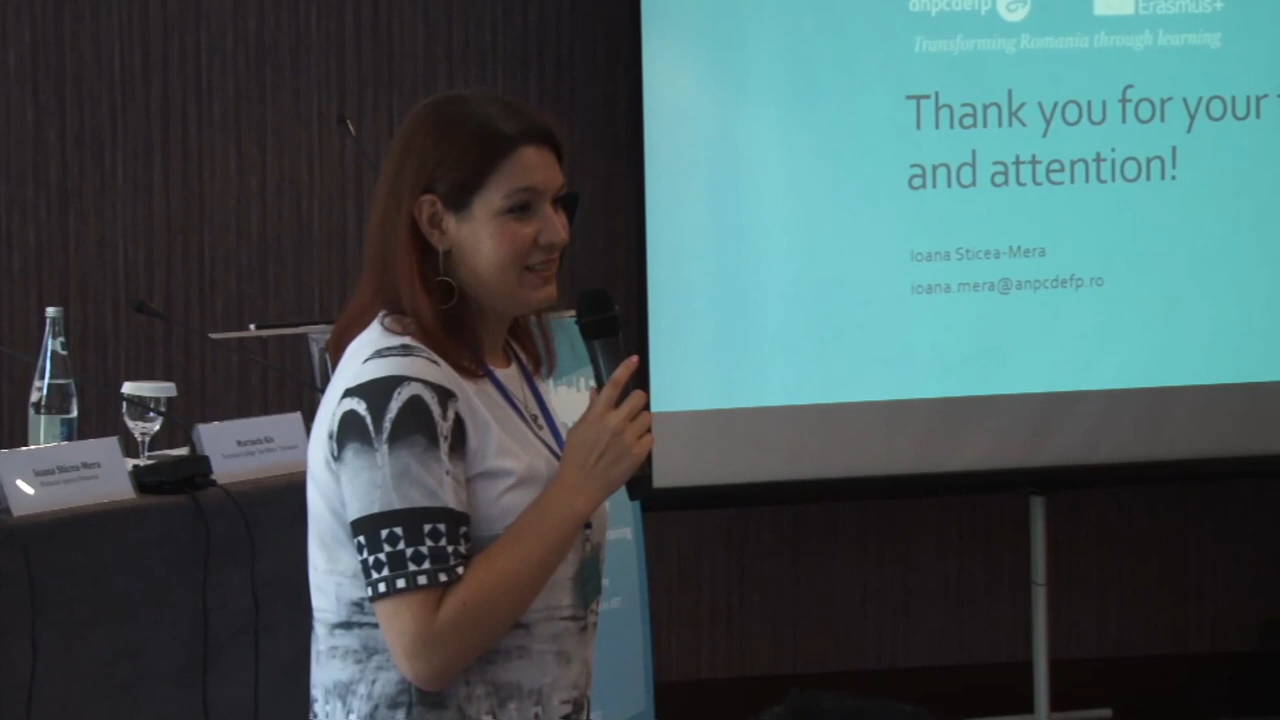 anpcdefp
Erasmus+
Transforming Romania through learning
Thank you for your
and attention!
Ioana Sticea-Mera
ioana.mera@anpcdefp.ro
Ioana Sticea-Mera